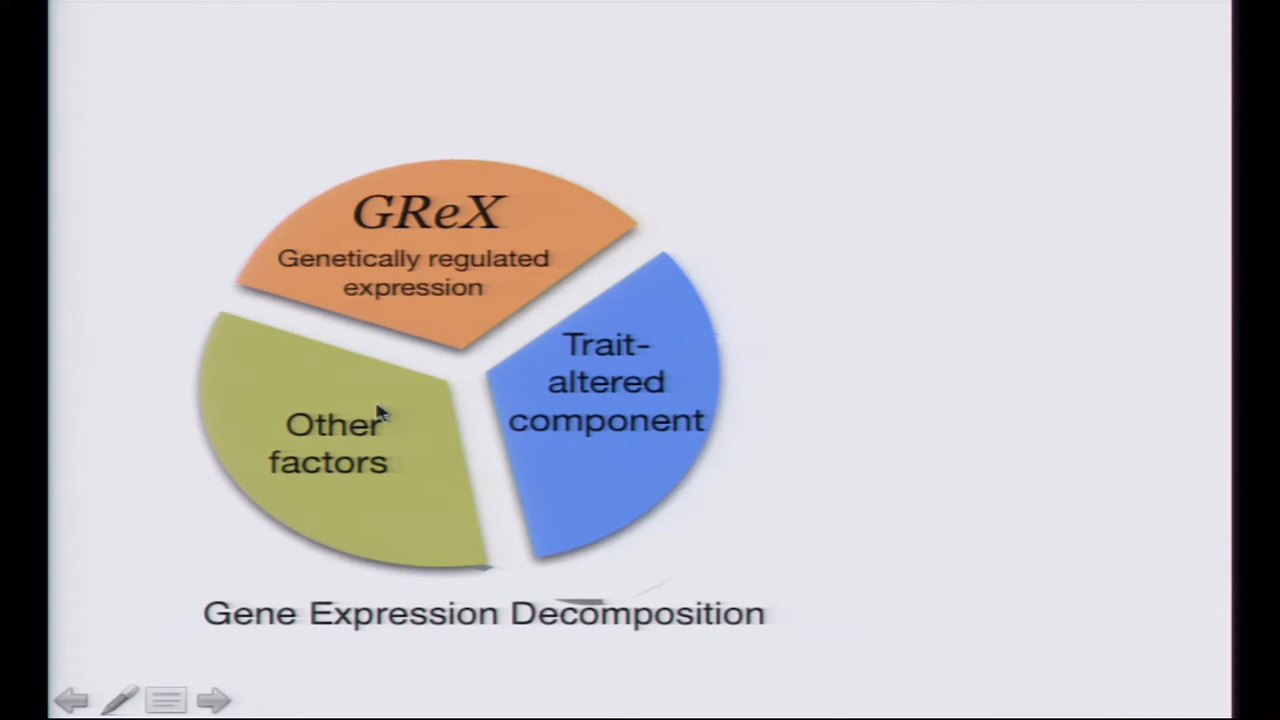 GReX
Genetically regulated
expression
Trait-
altered
component
Other
factors
Gene Expression Decomposition